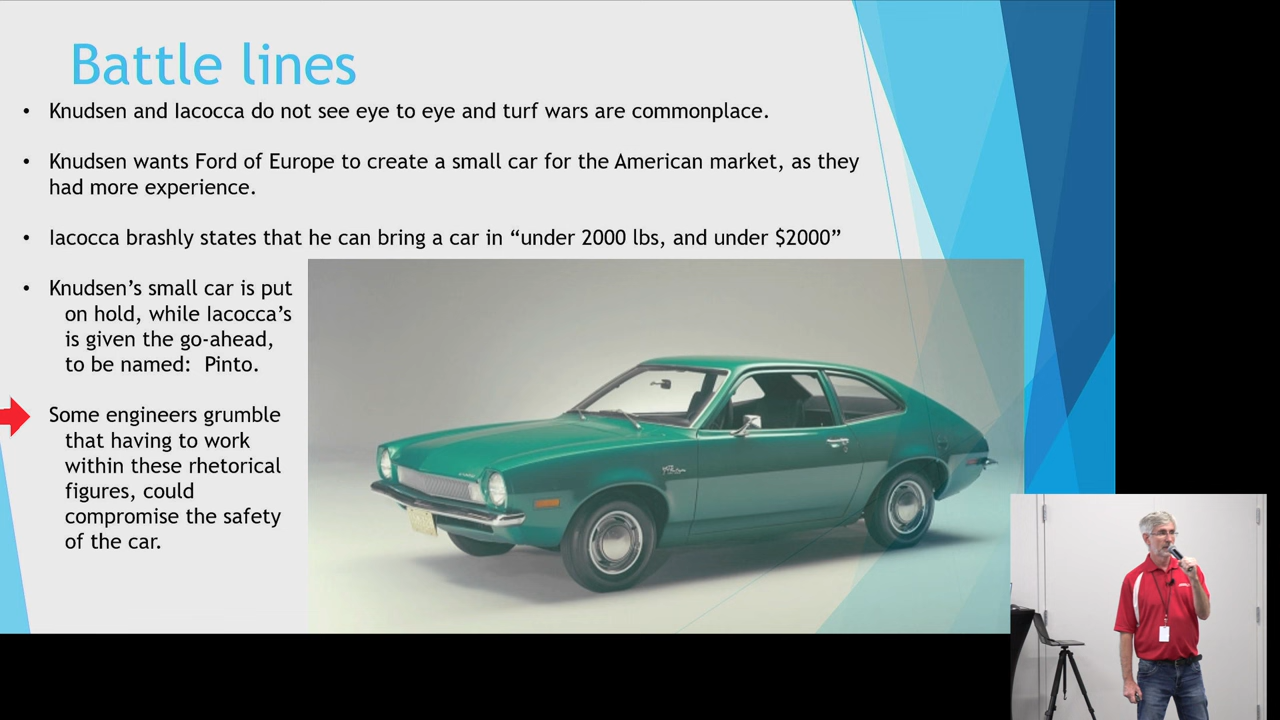 Battle lines
• Knudsen and Iacocca do not see eye to eye and turf wars are commonplace.
• Knudsen wants Ford of Europe to create a small car for the American market, as they
had more experience.
• Iacocca brashly states that he can bring a car in “under 2000 lbs, and under $2000”
• Knudsen’s small car is put
on hold, while Iacocca’s
is given the go-ahead,
to be named: Pinto.
Some engineers grumble
that having to work
within these rhetorical
figures, could
compromise the safety
of the car.
Pinto